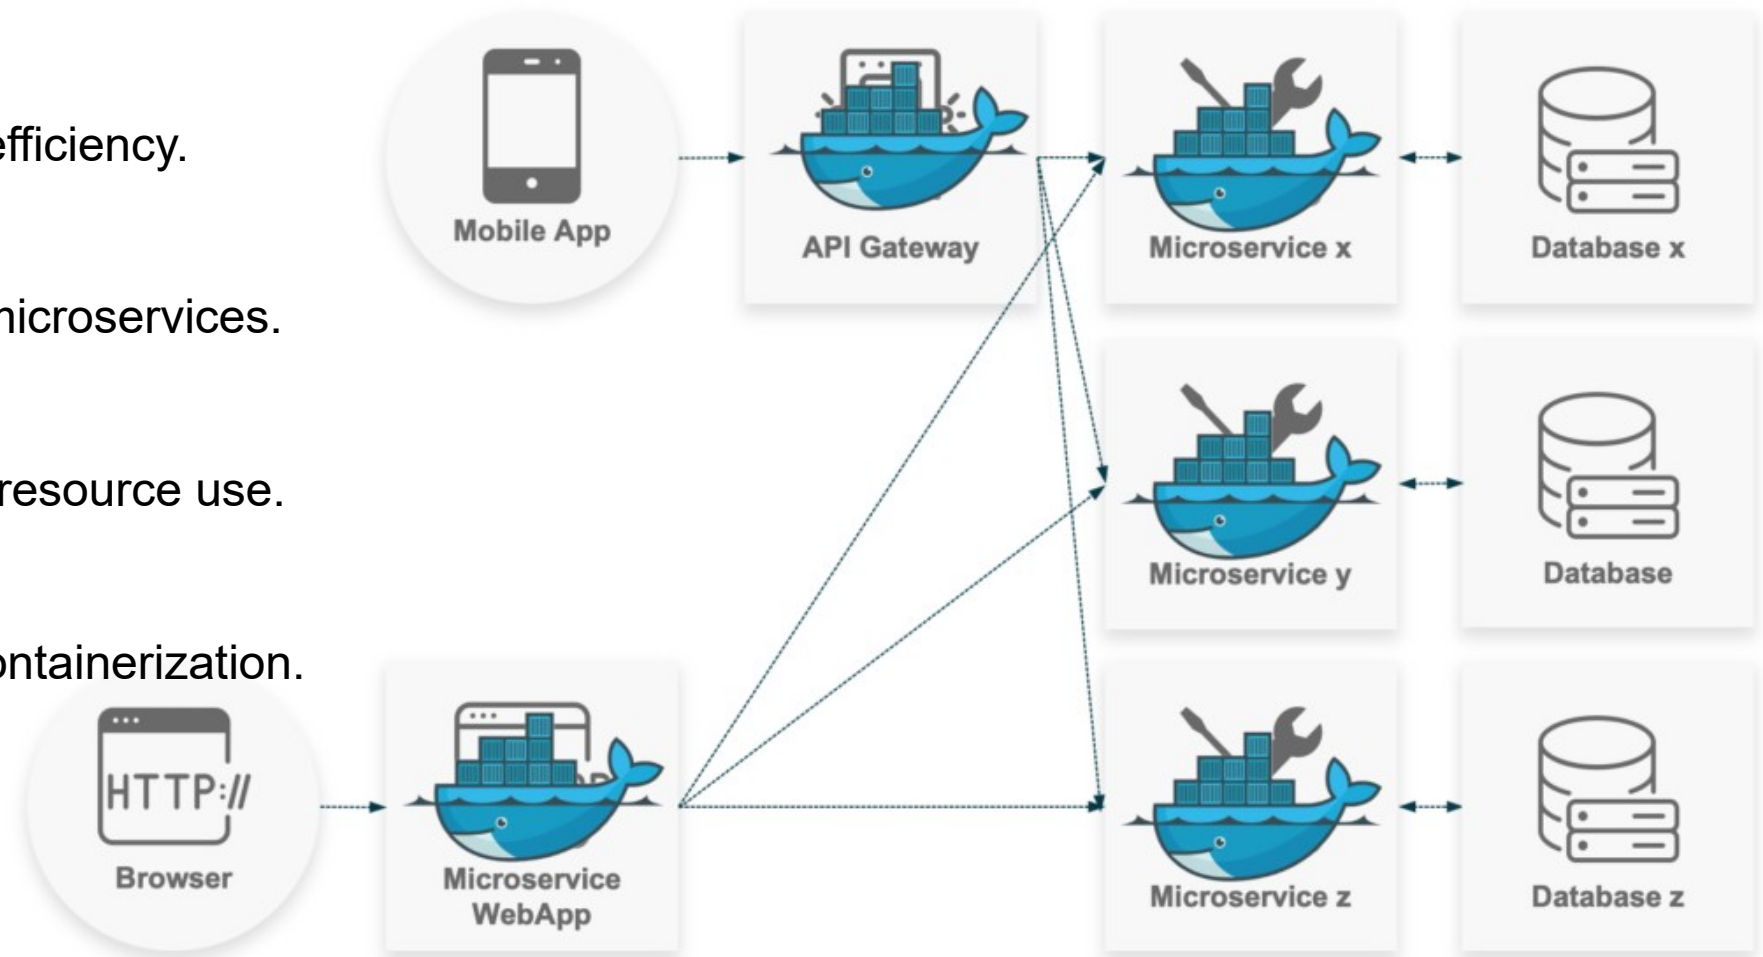 efficiency.
microservices.
resource use.
ontainerization.
Mobile App
API Gateway
Microservice x
Database x
Microservice y
Database
HTTP://
Browser
Microservice
WebApp
Microservice z
Database z